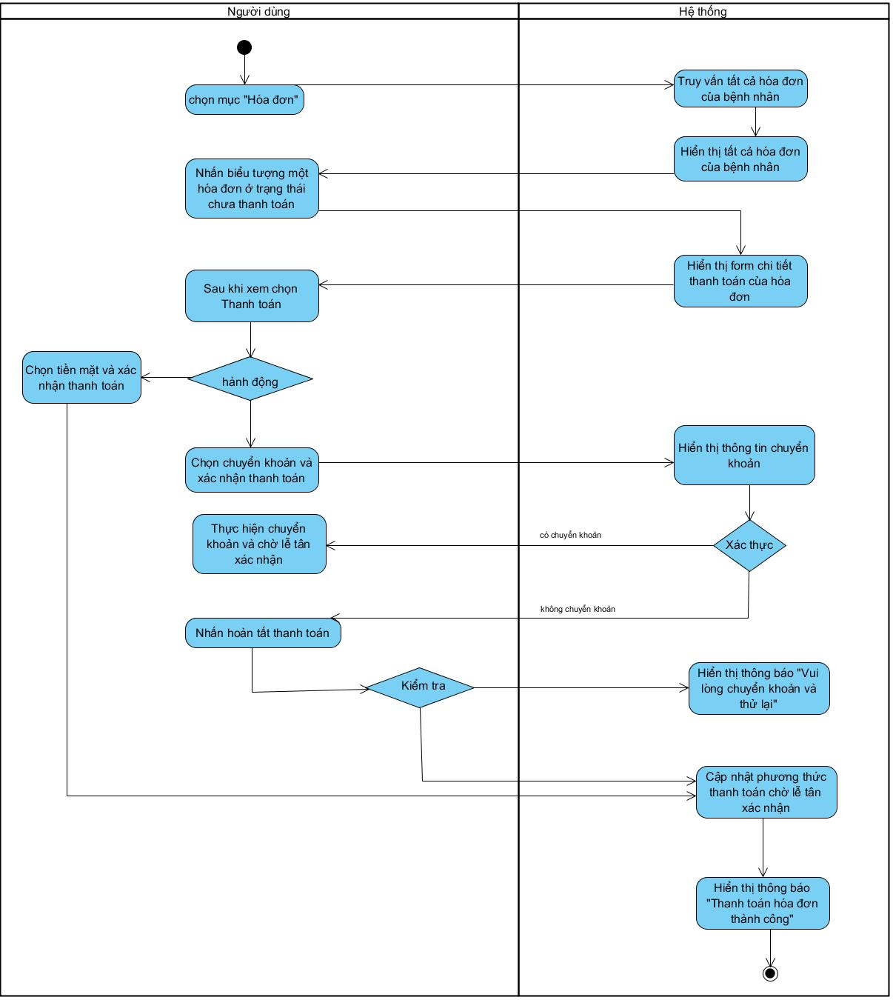 Người dùng
Hệ thống
chọn mục "Hóa đơn"
Truy vấn tất cả hóa đơn
của bệnh nhân
Hiển thị tất cả hóa đơn
của bệnh nhân
Nhấn biểu tượng một
hóa đơn ở trạng thái
chưa thanh toán
Hiển thị form chi tiết
thanh toán của hóa
đơn
Sau khi xem chọn
Thanh toán
Chọn tiền mặt và xác
nhận thanh toán
hành động
Chọn chuyển khoản và
xác nhận thanh toán
Hiển thị thông tin chuyển
khoản
Thực hiện chuyển
khoản và chờ lễ tân
xác nhận
có chuyển khoản
Xác thực
không chuyển khoản
Nhấn hoàn tất thanh toán
Kiểm tra
Hiển thị thông báo "Vui
lòng chuyển khoản và
thử lại"
Cập nhật phương thức
thanh toán chờ lễ tân
xác nhận
Hiển thị thông báo
"Thanh toán hóa đơn
thành công"